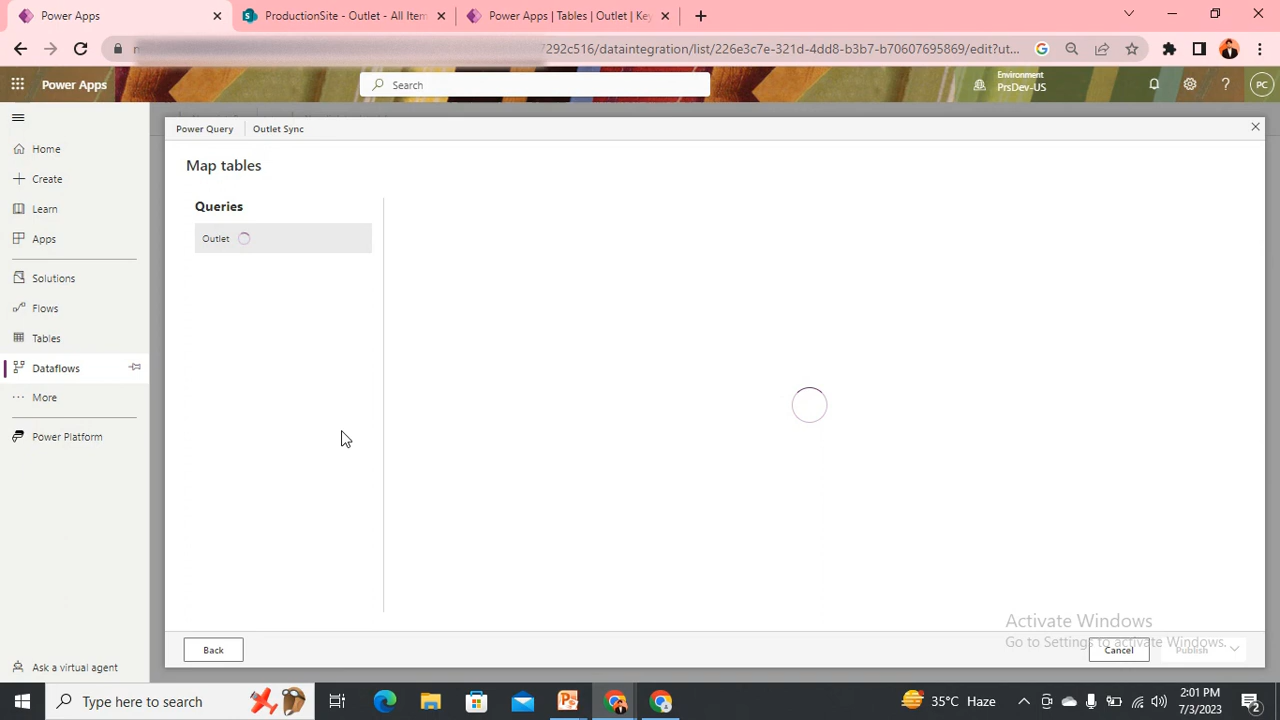 Power Apps
ProductionSite - Outlet - All Item
Power Apps | Tables | Outlet | Key
7292c516/dataintegration/list/226e3c7e-321d-4dd8-b3b7-b70607695869/edit?ut...
Power Apps
Search
Environment
PrsDev-US
PC
Power Query
Outlet Sync
Map tables
Home
Create
Learn
Apps
Solutions
Flows
Tables
Dataflows
More
Power Platform
Ask a virtual agent
Queries
Outlet
Activate Windows
Go to Settings to activate Windows.
Back
Cancel
Publish
Type here to search
35°C Haze
2:01 PM
7/3/2023
2